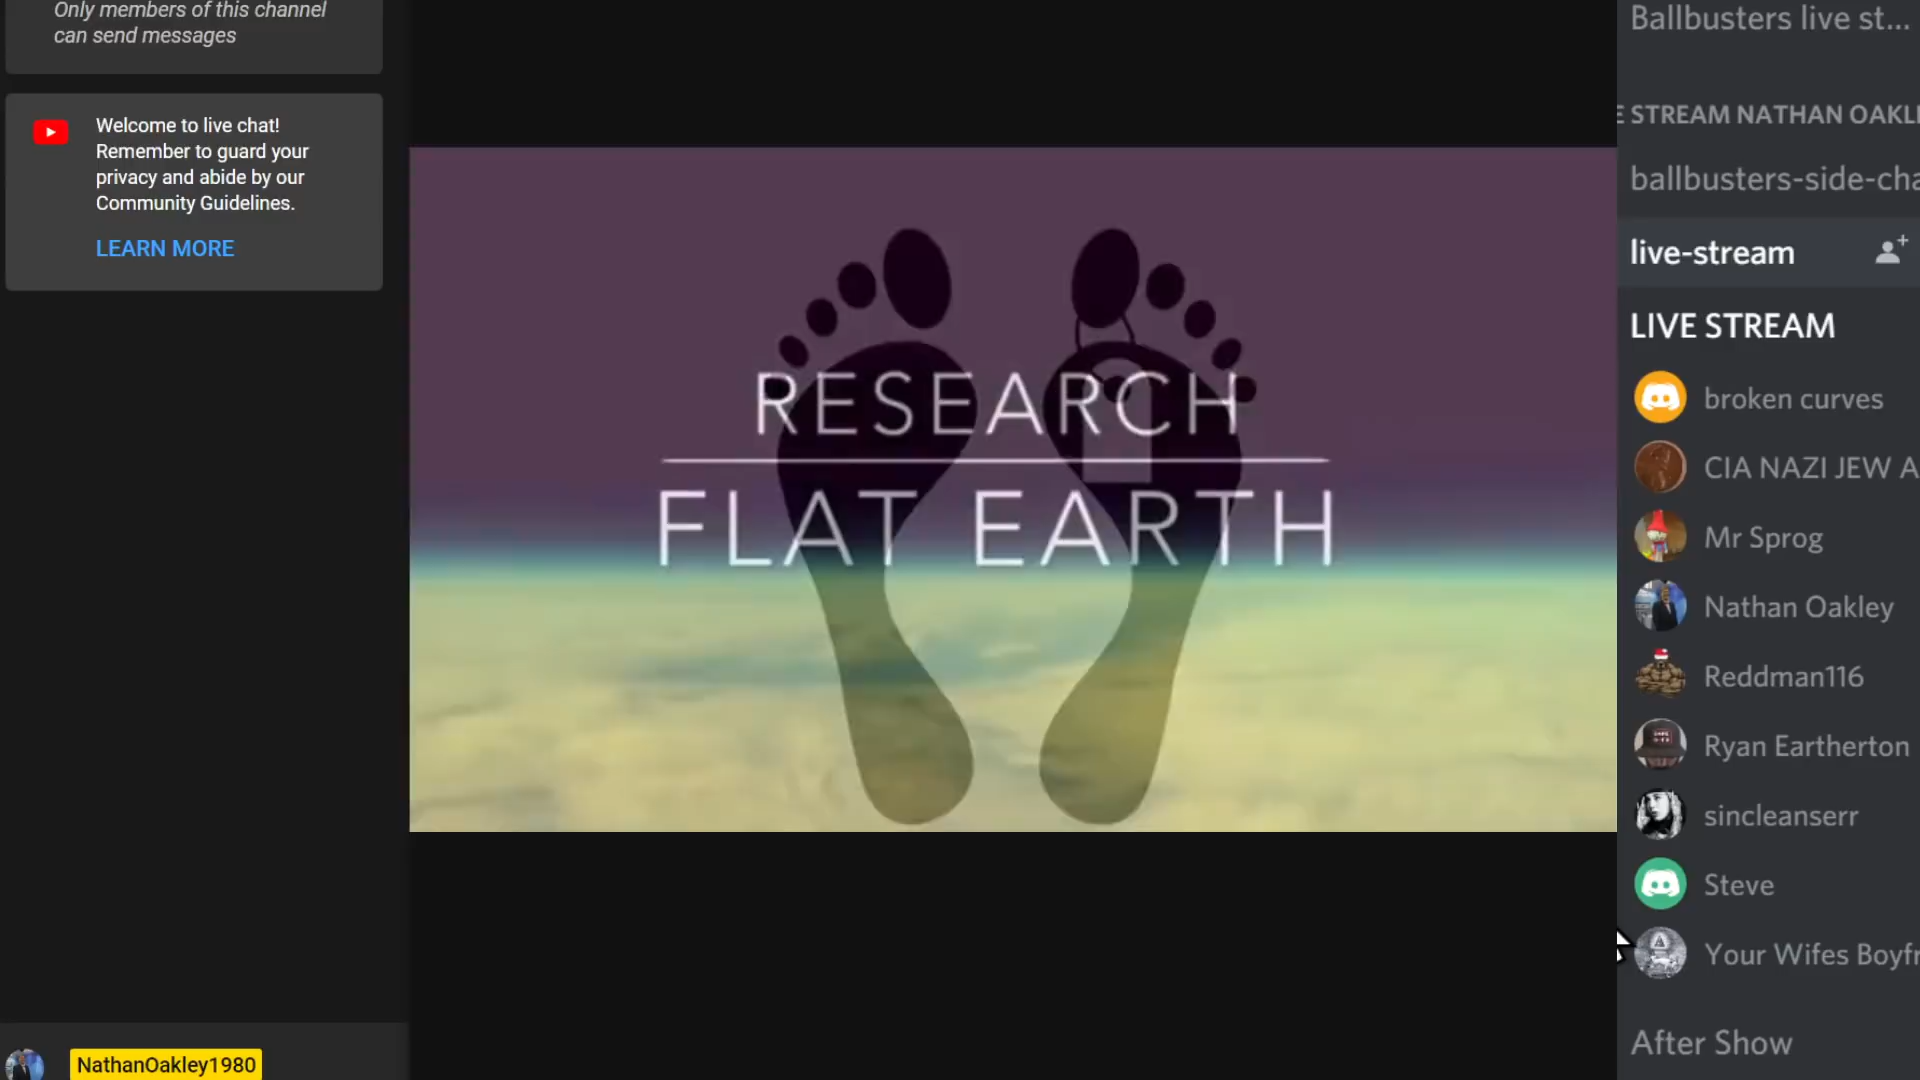 Only members of this channel
can send messages
Welcome to live chat!
Remember to guard your
privacy and abide by our
Community Guidelines.
LEARN MORE
NathanOakley1980
RESEARCH
FLAT EARTH
Ballbusters live st...
STREAM NATHAN OAKL
ballbusters-side-cha
live-stream
LIVE STREAM
broken curves
CIA NAZI JEW A
Mr Sprog
Nathan Oakley
Reddman116
Ryan Eartherton
sincleanserr
Steve
Your Wifes Boyfr
After Show